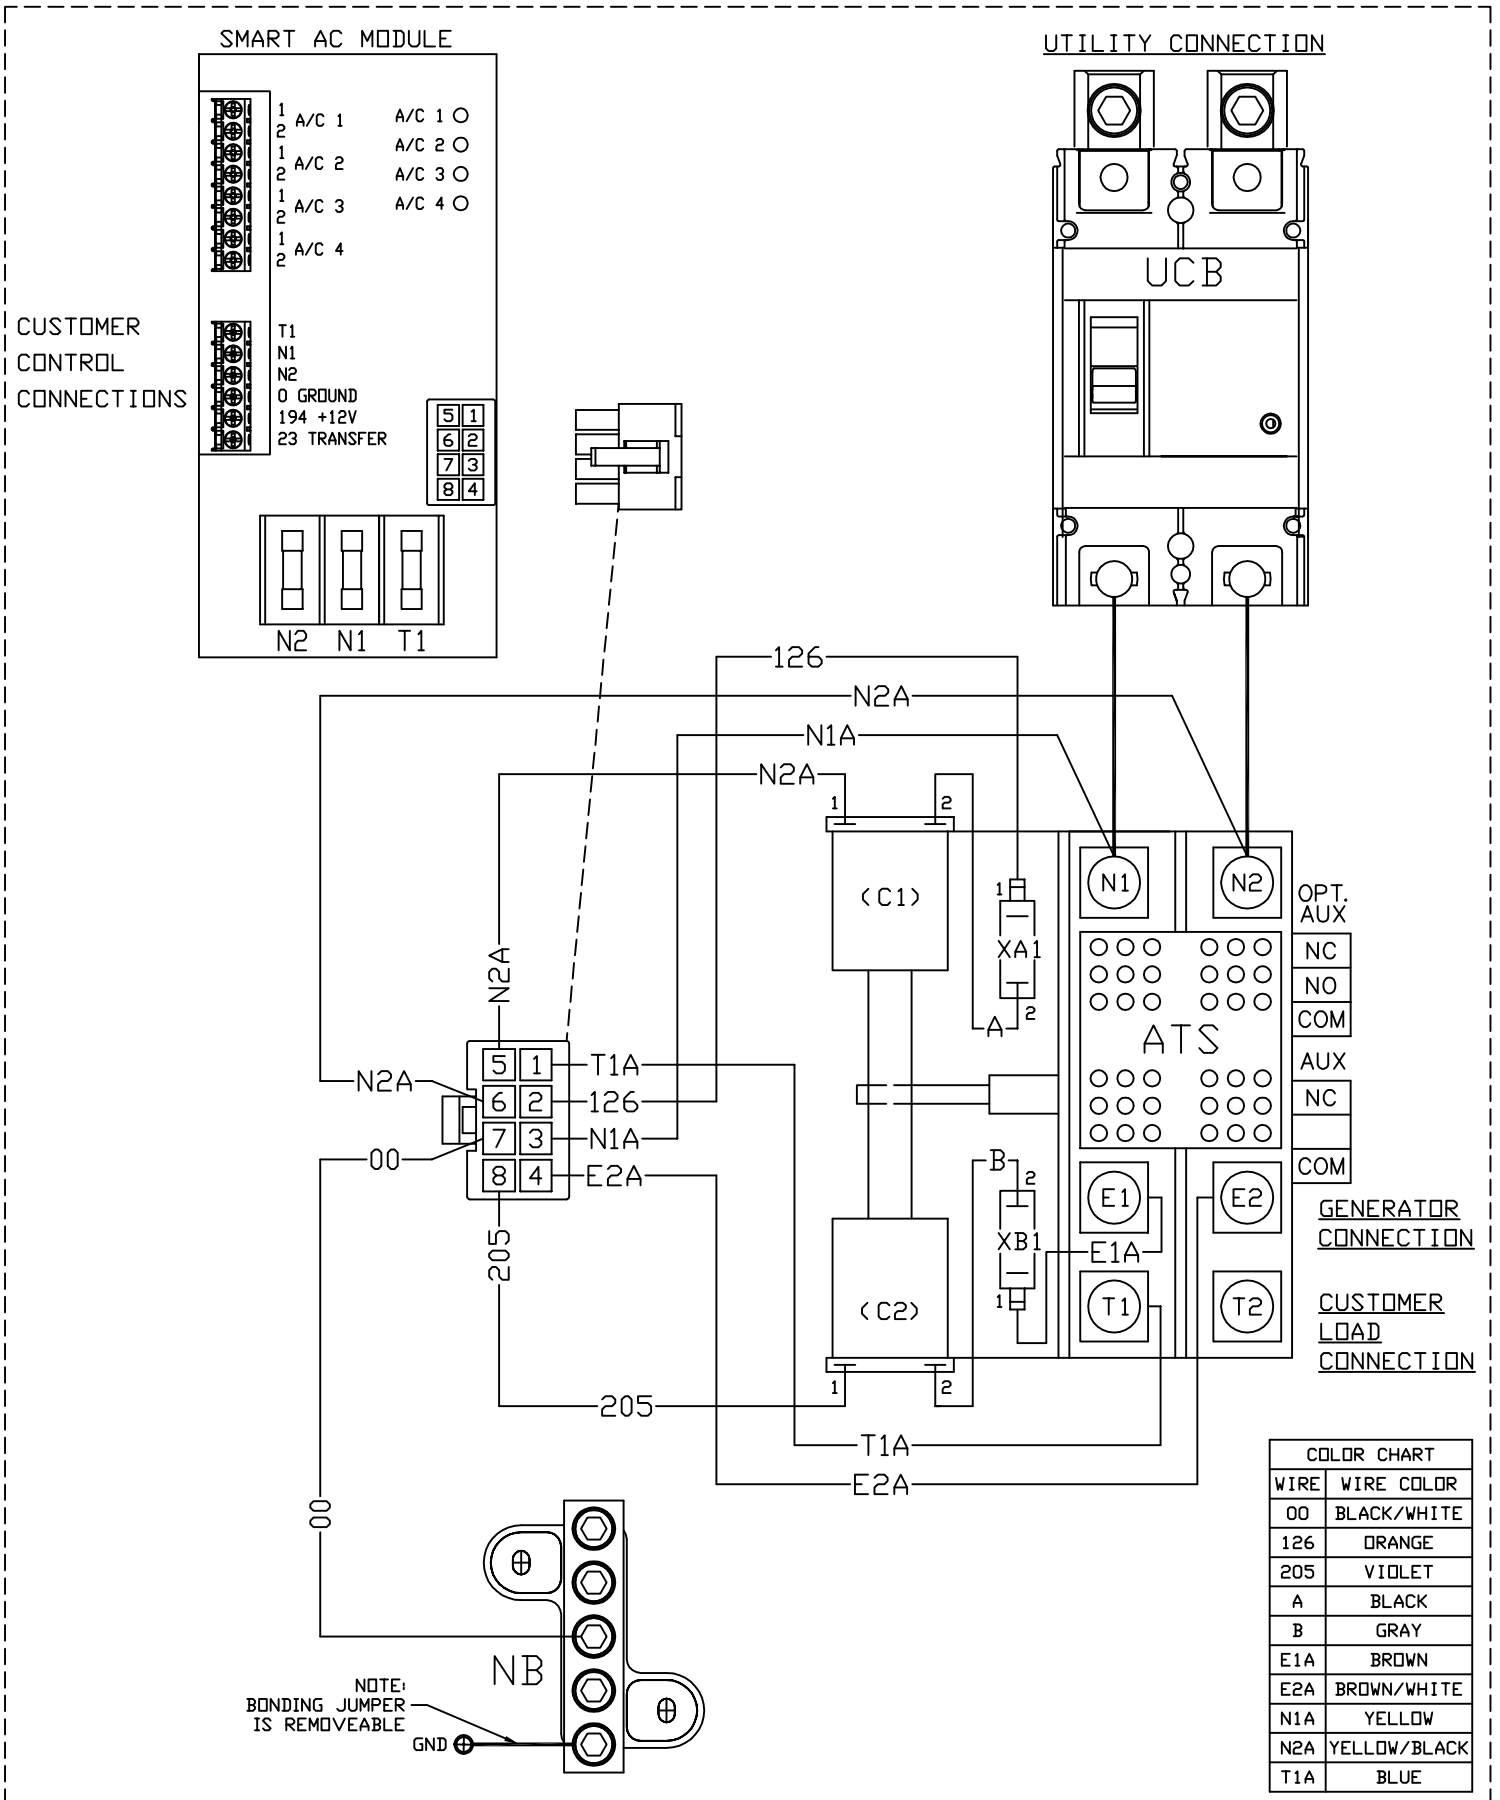 SMART AC MODULE
UTILITY CONNECTION
1
2
A/C 1
1
2
A/C 2
1
2
A/C 3
1
2
A/C 4
A/C 1
A/C 2
A/C 3
A/C 4
CUSTOMER
CONTROL
CONNECTIONS
T1
N1
N2
0 GROUND
194 +12V
23 TRANSFER
5 1
6 2
7 3
8 4
N2 N1 T1
UCB
126
N2A
N1A
N2A
1 2
(C1)
1
XA1
2
A
N1
N2
OPT.
AUX
NC
NO
COM
ATS
AUX
NC
COM
N2A
5 1
6 2
7 3
8 4
T1A
126
N1A
E2A
N2A
00
205
B
2
XB1
1
E1A
E1
E2
GENERATOR
CONNECTION
(C2)
T1
T2
CUSTOMER
LOAD
CONNECTION
1 2
205
T1A
E2A
00
NB
NOTE:
BONDING JUMPER
IS REMOVEABLE
GND
COLOR CHART
WIRE WIRE COLOR
00 BLACK/WHITE
126 ORANGE
205 VIOLET
A BLACK
B GRAY
E1A BROWN
E2A BROWN/WHITE
N1A YELLOW
N2A YELLOW/BLACK
T1A BLUE